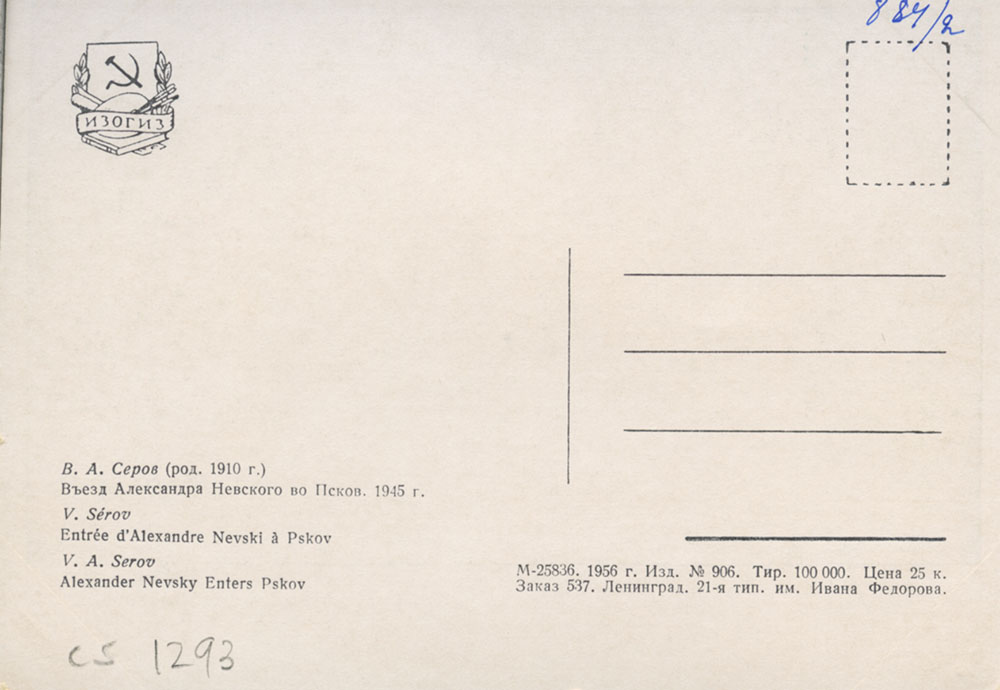 884/2
ИЗОГИЗ
В. А. Серов (род. 1910 г.)
Въезд Александра Невского во Псков. 1945 г.
V. Sérov
Entrée d'Alexandre Nevski à Pskov
V. A. Serov
Alexander Nevsky Enters Pskov
М-25836. 1956 г. Изд. № 906. Тир. 100 000. Цена 25 к.
Заказ 537. Ленинград. 21-я тип. им. Ивана Федорова.
cs 1293